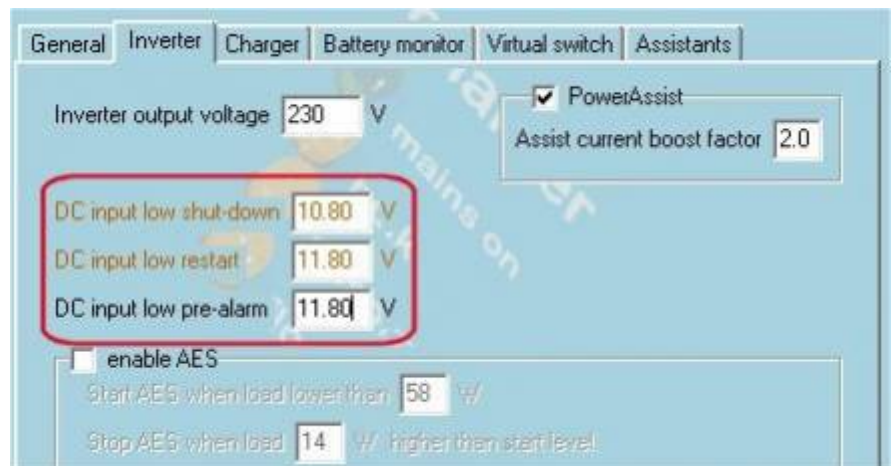 General Inverter Charger Battery monitor Virtual switch Assistants
Inverter output voltage 230 V
PowerAssist
Assist current boost factor 2.0
DC input low shut-down 10.80 V
DC input low restart 11.80 V
DC input low pre-alarm 11.80 V
enable AES
Start AES when load lower than 58 W
Stop AES when load 14 W higher than start level
mains on